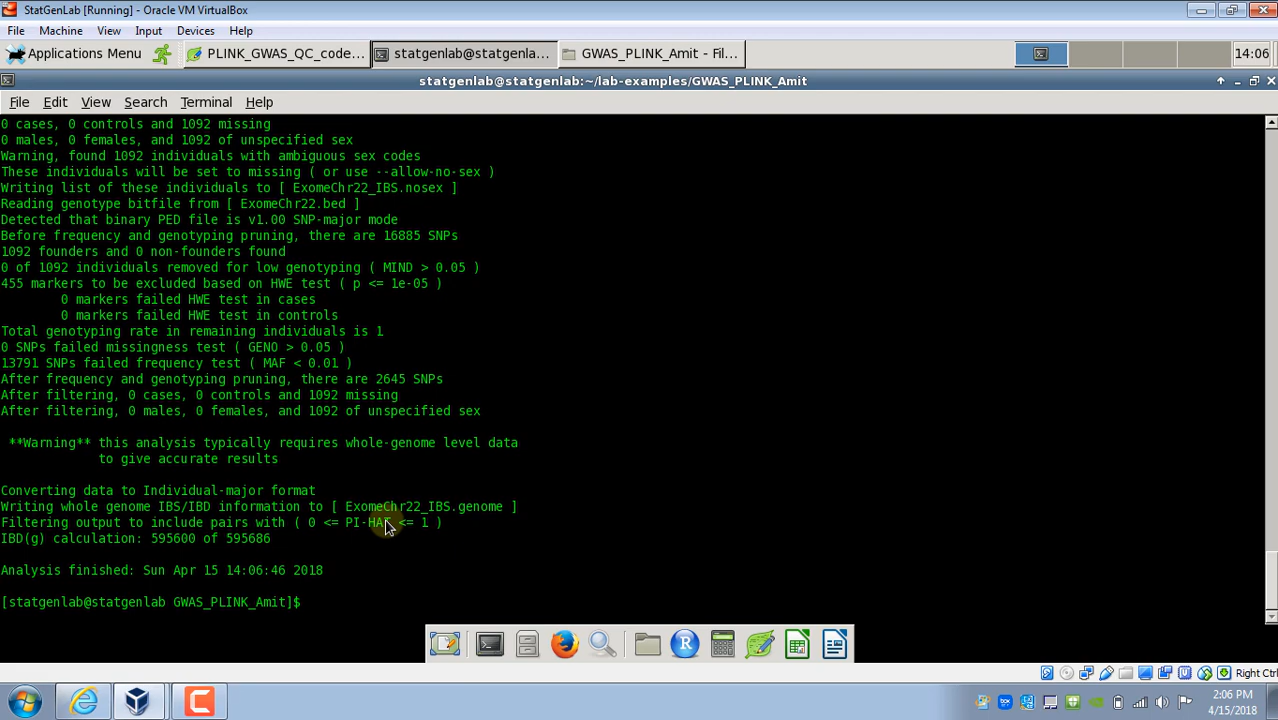 StatGenLab [Running] - Oracle VM VirtualBox
File Machine View Input Devices Help
Applications Menu PLINK_GWAS_QC_code... statgenlab@statgenla... GWAS_PLINK_Amit - Fil... 14:06
statgenlab@statgenlab:~/lab-examples/GWAS_PLINK_Amit
File Edit View Search Terminal Help
0 cases, 0 controls and 1092 missing
0 males, 0 females, and 1092 of unspecified sex
Warning, found 1092 individuals with ambiguous sex codes
These individuals will be set to missing ( or use --allow-no-sex )
Writing list of these individuals to [ ExomeChr22_IBS.nosex ]
Reading genotype bitfile from [ ExomeChr22.bed ]
Detected that binary PED file is v1.00 SNP-major mode
Before frequency and genotyping pruning, there are 16885 SNPs
1092 founders and 0 non-founders found
0 of 1092 individuals removed for low genotyping ( MIND > 0.05 )
455 markers to be excluded based on HWE test ( p <= 1e-05 )
0 markers failed HWE test in cases
0 markers failed HWE test in controls
Total genotyping rate in remaining individuals is 1
0 SNPs failed missingness test ( GENO > 0.05 )
13791 SNPs failed frequency test ( MAF < 0.01 )
After frequency and genotyping pruning, there are 2645 SNPs
After filtering, 0 cases, 0 controls and 1092 missing
After filtering, 0 males, 0 females, and 1092 of unspecified sex
**Warning** this analysis typically requires whole-genome level data
to give accurate results
Converting data to Individual-major format
Writing whole genome IBS/IBD information to [ ExomeChr22_IBS.genome ]
Filtering output to include pairs with ( 0 <= PI-HAT <= 1 )
IBD(g) calculation: 595600 of 595686
Analysis finished: Sun Apr 15 14:06:46 2018
[statgenlab@statgenlab GWAS_PLINK_Amit]$
Right Ctrl
2:06 PM
4/15/2018